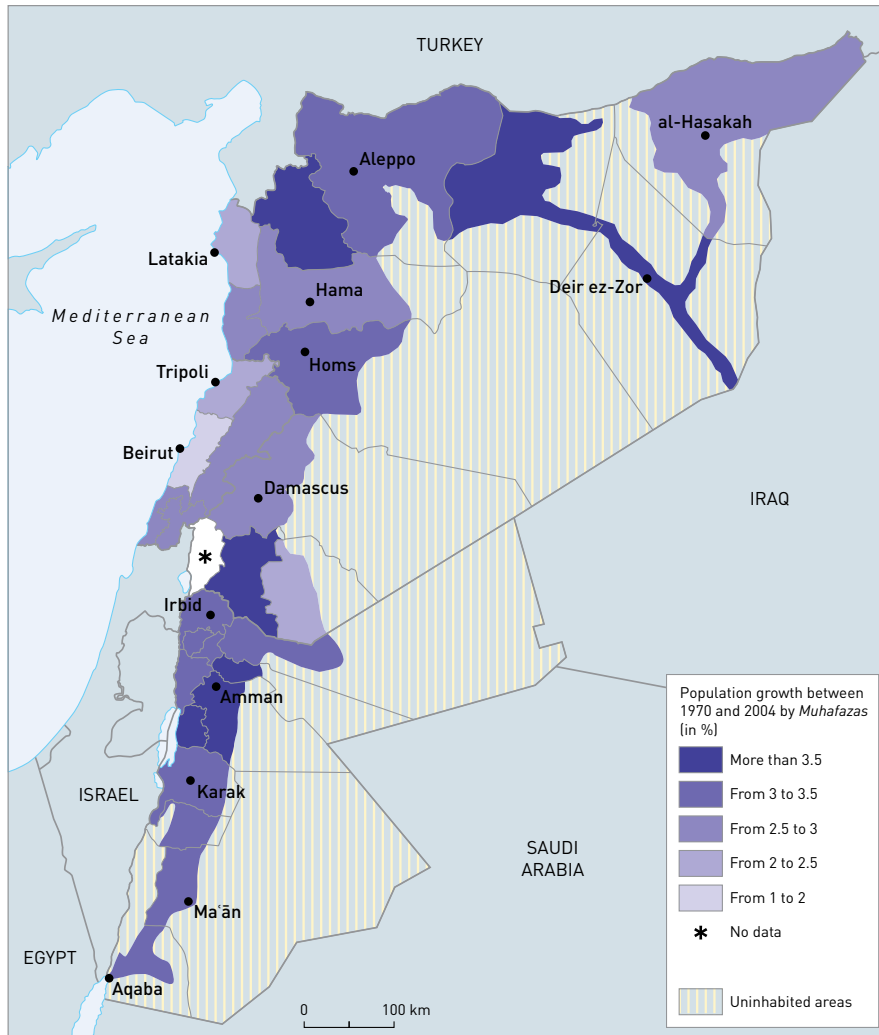 TURKEY
al-Hasakah
Aleppo
Latakia
Deir ez-Zor
Hama
Mediterranean
Sea
Homs
Tripoli
Beirut
Damascus
IRAQ
*
Irbid
Amman
ISRAEL
Karak
SAUDI
ARABIA
Maʿān
EGYPT
Aqaba
0 100 km
Population growth between
1970 and 2004 by Muhafazas
(in %)
More than 3.5
From 3 to 3.5
From 2.5 to 3
From 2 to 2.5
From 1 to 2
* No data
Uninhabited areas